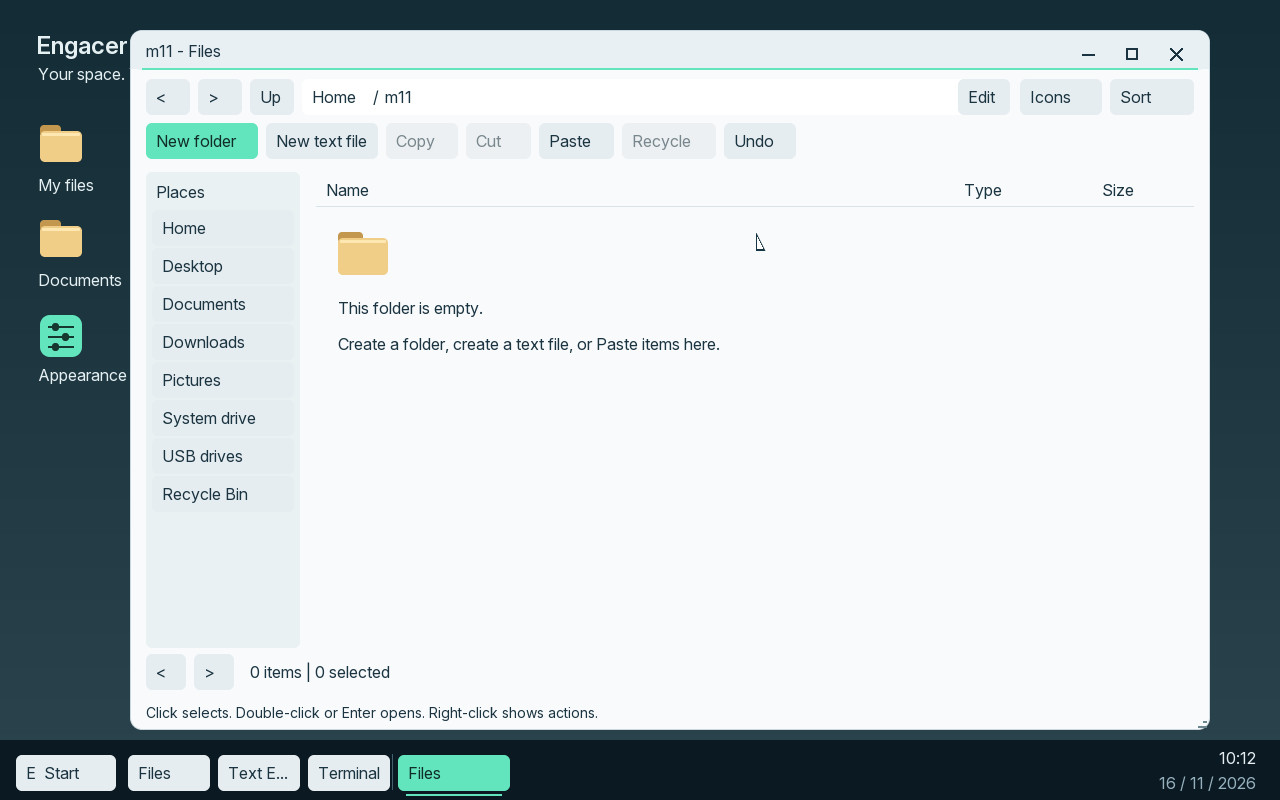 Engacer
Your space.
My files
Documents
Appearance
m11 - Files
< > Up Home / m11 Edit Icons Sort
New folder New text file Copy Cut Paste Recycle Undo
Places
Home
Desktop
Documents
Downloads
Pictures
System drive
USB drives
Recycle Bin
Name Type Size
This folder is empty.
Create a folder, create a text file, or Paste items here.
< > 0 items | 0 selected
Click selects. Double-click or Enter opens. Right-click shows actions.
E Start Files Text E... Terminal Files
10:12
16 / 11 / 2026